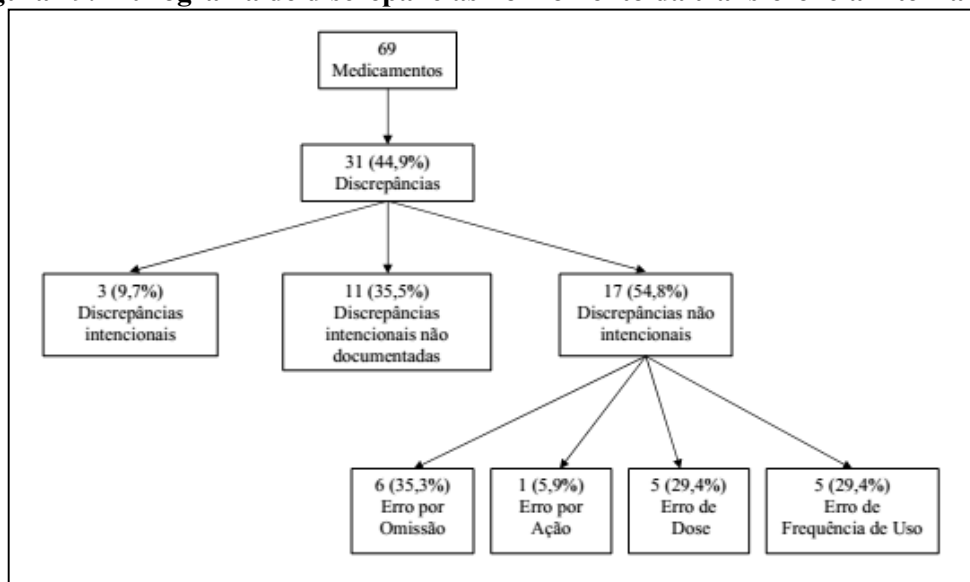 69
Medicamentos
31 (44,9%)
Discrepâncias
3 (9,7%)
Discrepâncias
intencionais
11 (35,5%)
Discrepâncias
intencionais não
documentadas
17 (54,8%)
Discrepâncias não
intencionais
6 (35,3%)
Erro por
Omissão
1 (5,9%)
Erro por
Ação
5 (29,4%)
Erro de
Dose
5 (29,4%)
Erro de
Frequência de Uso